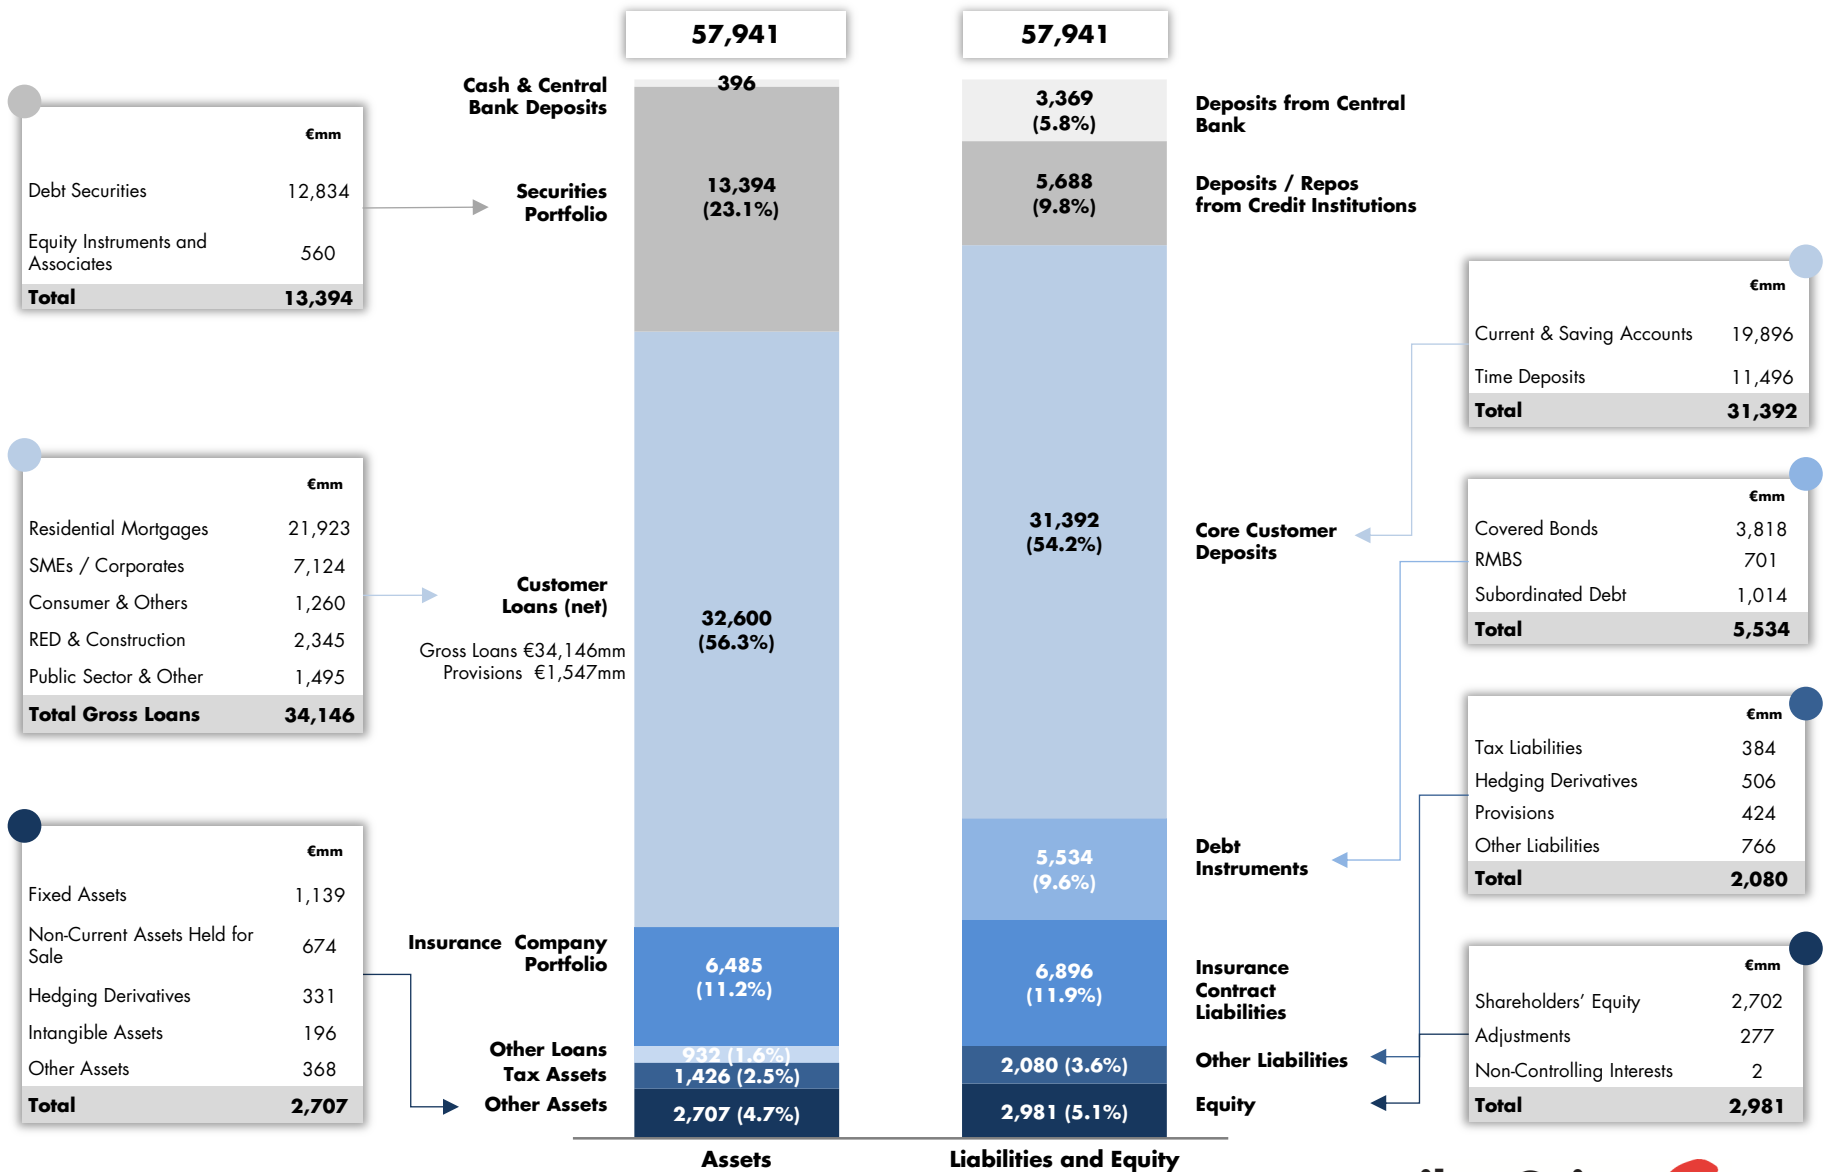 57,941
57,941
Cash & Central
Bank Deposits
396
3,369
(5.8%)
Deposits from Central
Bank
€mm
Debt Securities 12,834
Equity Instruments and
Associates 560
Total 13,394
Securities
Portfolio
13,394
(23.1%)
5,688
(9.8%)
Deposits / Repos
from Credit Institutions
€mm
Current & Saving Accounts 19,896
Time Deposits 11,496
Total 31,392
€mm
Residential Mortgages 21,923
SMEs / Corporates 7,124
Consumer & Others 1,260
RED & Construction 2,345
Public Sector & Other 1,495
Total Gross Loans 34,146
Customer
Loans (net)
Gross Loans €34,146mm
Provisions €1,547mm
32,600
(56.3%)
31,392
(54.2%)
Core Customer
Deposits
€mm
Covered Bonds 3,818
RMBS 701
Subordinated Debt 1,014
Total 5,534
5,534
(9.6%)
Debt
Instruments
€mm
Tax Liabilities 384
Hedging Derivatives 506
Provisions 424
Other Liabilities 766
Total 2,080
€mm
Fixed Assets 1,139
Non-Current Assets Held for
Sale 674
Hedging Derivatives 331
Intangible Assets 196
Other Assets 368
Total 2,707
Insurance Company
Portfolio
6,485
(11.2%)
6,896
(11.9%)
Insurance
Contract
Liabilities
€mm
Shareholders' Equity 2,702
Adjustments 277
Non-Controlling Interests 2
Total 2,981
Other Loans 932 (1.6%)
Tax Assets 1,426 (2.5%)
Other Assets 2,707 (4.7%)
2,080 (3.6%) Other Liabilities
2,981 (5.1%) Equity
Assets
Liabilities and Equity